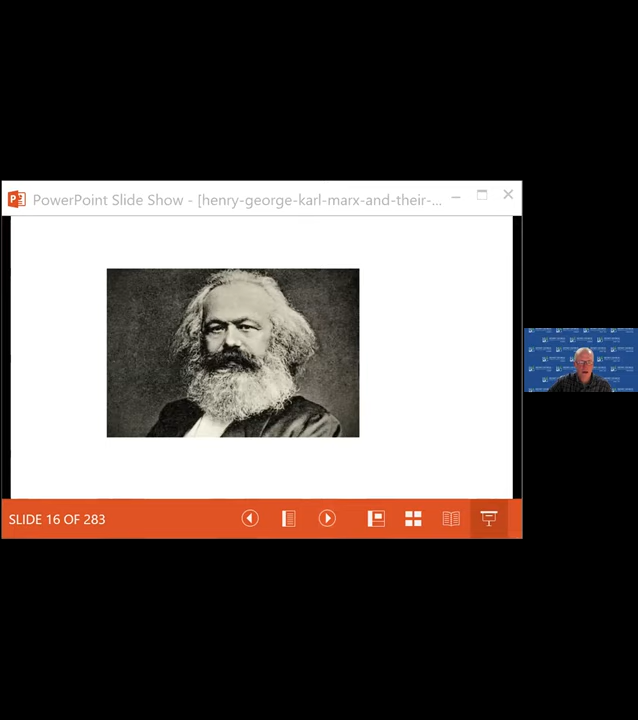 PowerPoint Slide Show - [henry-george-karl-marx-and-their-...
SLIDE 16 OF 283